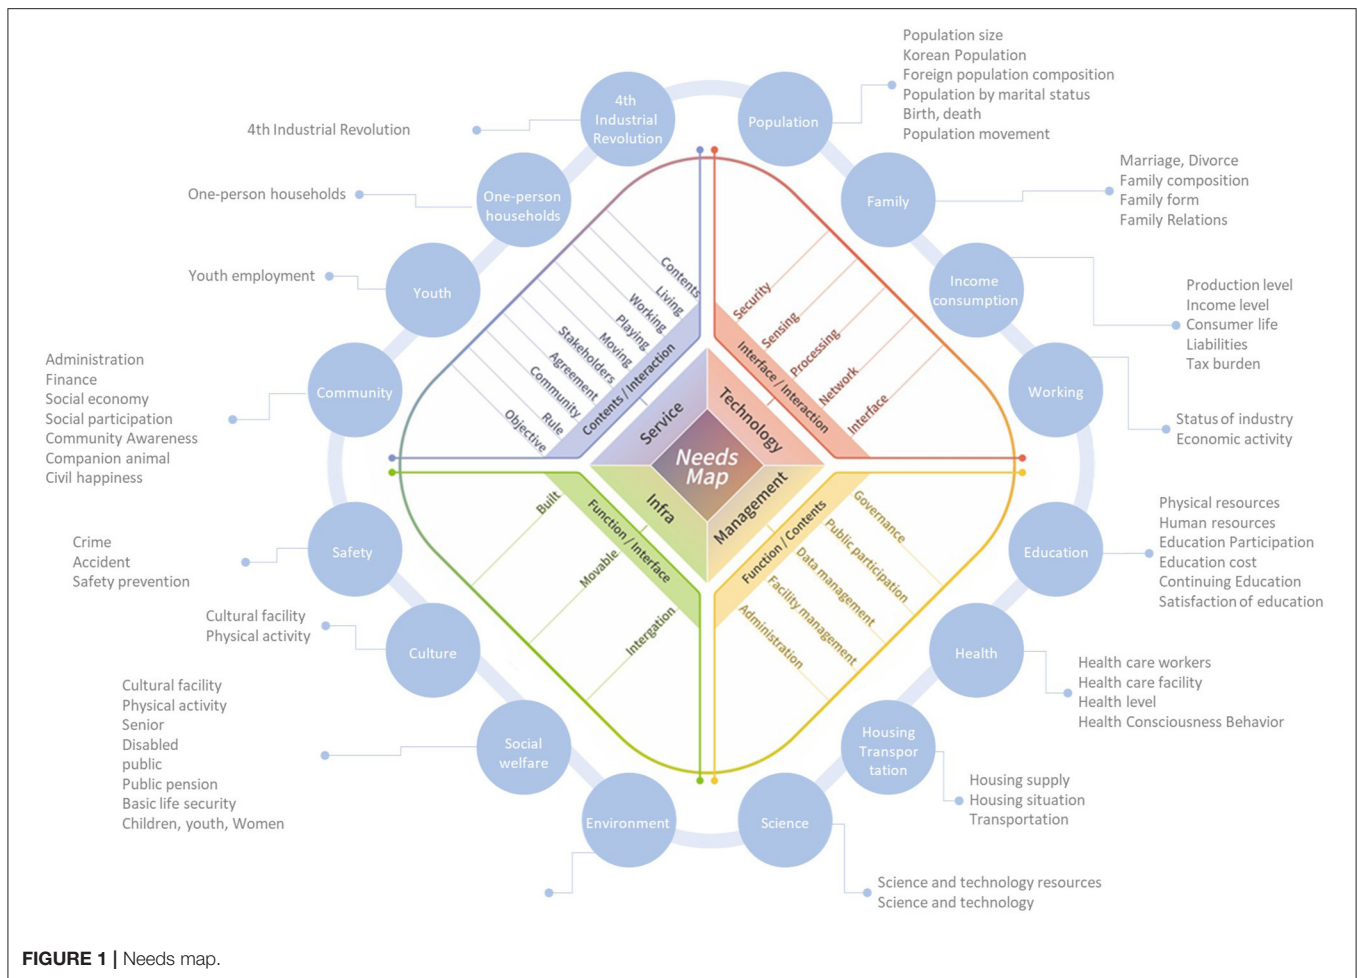 Population size
Korean Population
Foreign population composition
Population by marital status
Birth, death
Population movement
4th
Industrial
Revolution
Population
4th Industrial Revolution
Marriage, Divorce
Family composition
Family form
Family Relations
One-person households
One-person
households
Family
Youth employment
Youth
Income
consumption
Production level
Income level
Consumer life
Liabilities
Tax burden
Administration
Finance
Social economy
Social participation
Community Awareness
Companion animal
Civil happiness
Community
Working
Status of industry
Economic activity
Contents
Living
Working
Playing
Moving
Stakeholders
Agreement
Community
Rule
Objective
Contents / Interaction
Service
Security
Sensing
Processing
Network
Interface
Interface / Interaction
Technology
Needs
Map
Infra
Function / Interface
Built
Movable
Intergation
Management
Function / Contents
Governance
Public participation
Data management
Facility management
Administration
Crime
Accident
Safety prevention
Safety
Education
Physical resources
Human resources
Education Participation
Education cost
Continuing Education
Satisfaction of education
Cultural facility
Physical activity
Culture
Health
Health care workers
Health care facility
Health level
Health Consciousness Behavior
Cultural facility
Physical activity
Senior
Disabled
public
Public pension
Basic life security
Children, youth, Women
Social
welfare
Housing
Transpor
tation
Housing supply
Housing situation
Transportation
Environment
Science
Science and technology resources
Science and technology
FIGURE 1 | Needs map.